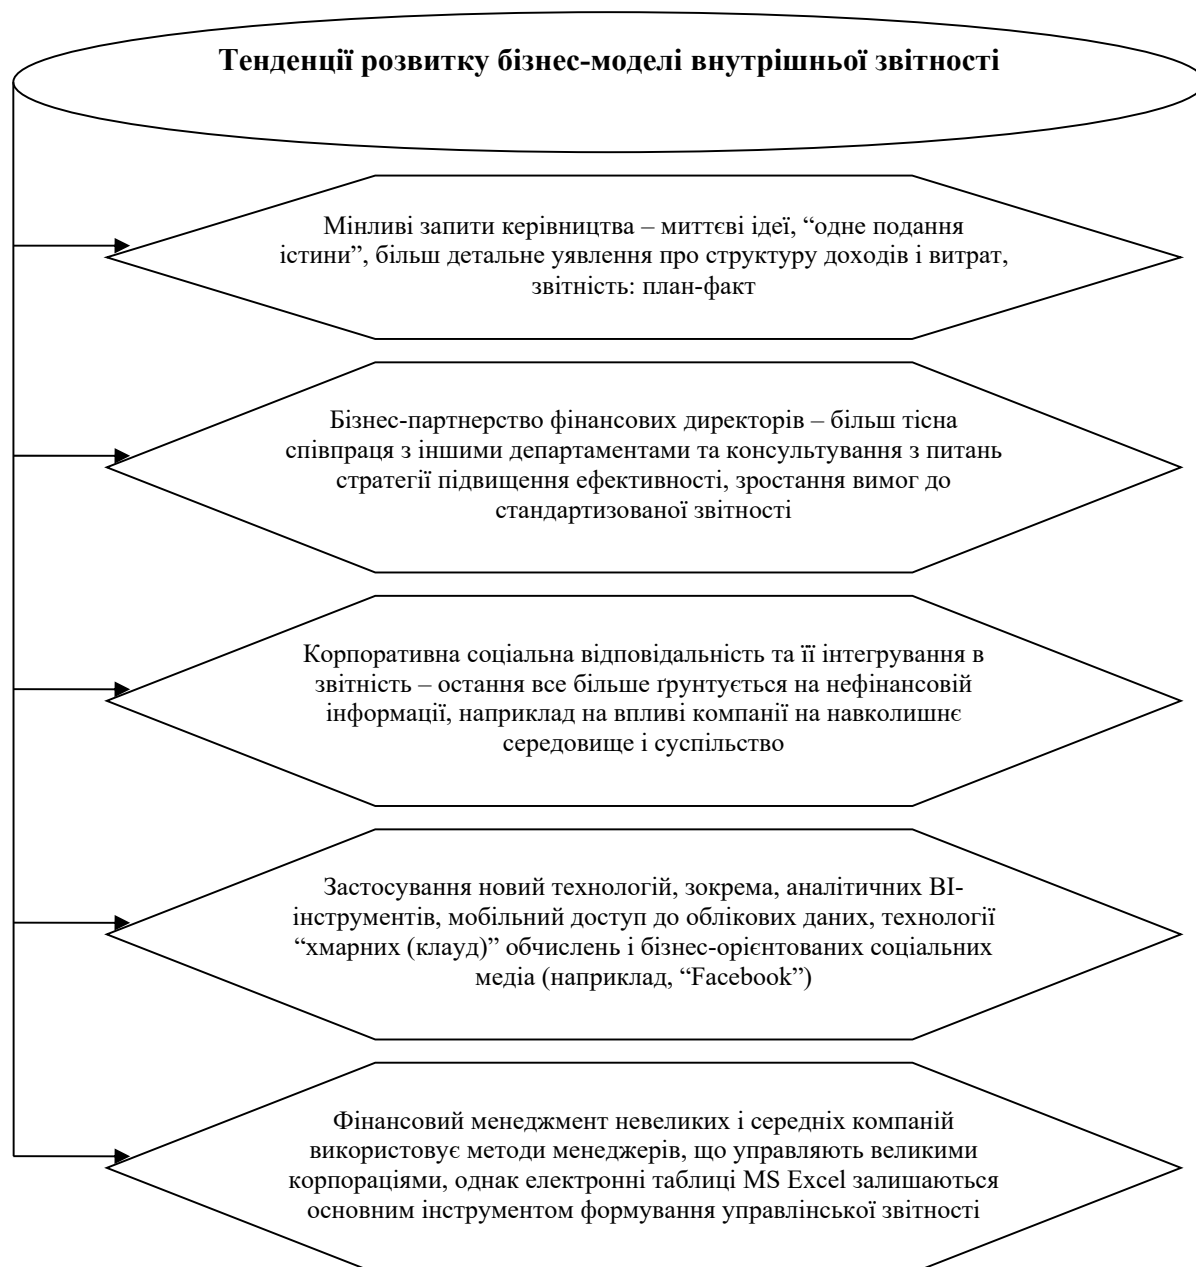 Тенденції розвитку бізнес-моделі внутрішньої звітності
Мінливі запити керівництва – миттєві ідеї, “одне подання
істини”, більш детальне уявлення про структуру доходів і витрат,
звітність: план-факт
Бізнес-партнерство фінансових директорів – більш тісна
співпраця з іншими департаментами та консультування з питань
стратегії підвищення ефективності, зростання вимог до
стандартизованої звітності
Корпоративна соціальна відповідальність та її інтегрування в
звітність – остання все більше ґрунтується на нефінансовій
інформації, наприклад на впливі компанії на навколишнє
середовище і суспільство
Застосування новий технологій, зокрема, аналітичних BI-
інструментів, мобільний доступ до облікових даних, технології
“хмарних (клауд)” обчислень і бізнес-орієнтованих соціальних
медіа (наприклад, “Facebook”)
Фінансовий менеджмент невеликих і середніх компаній
використовує методи менеджерів, що управляють великими
корпораціями, однак електронні таблиці MS Excel залишаються
основним інструментом формування управлінської звітності